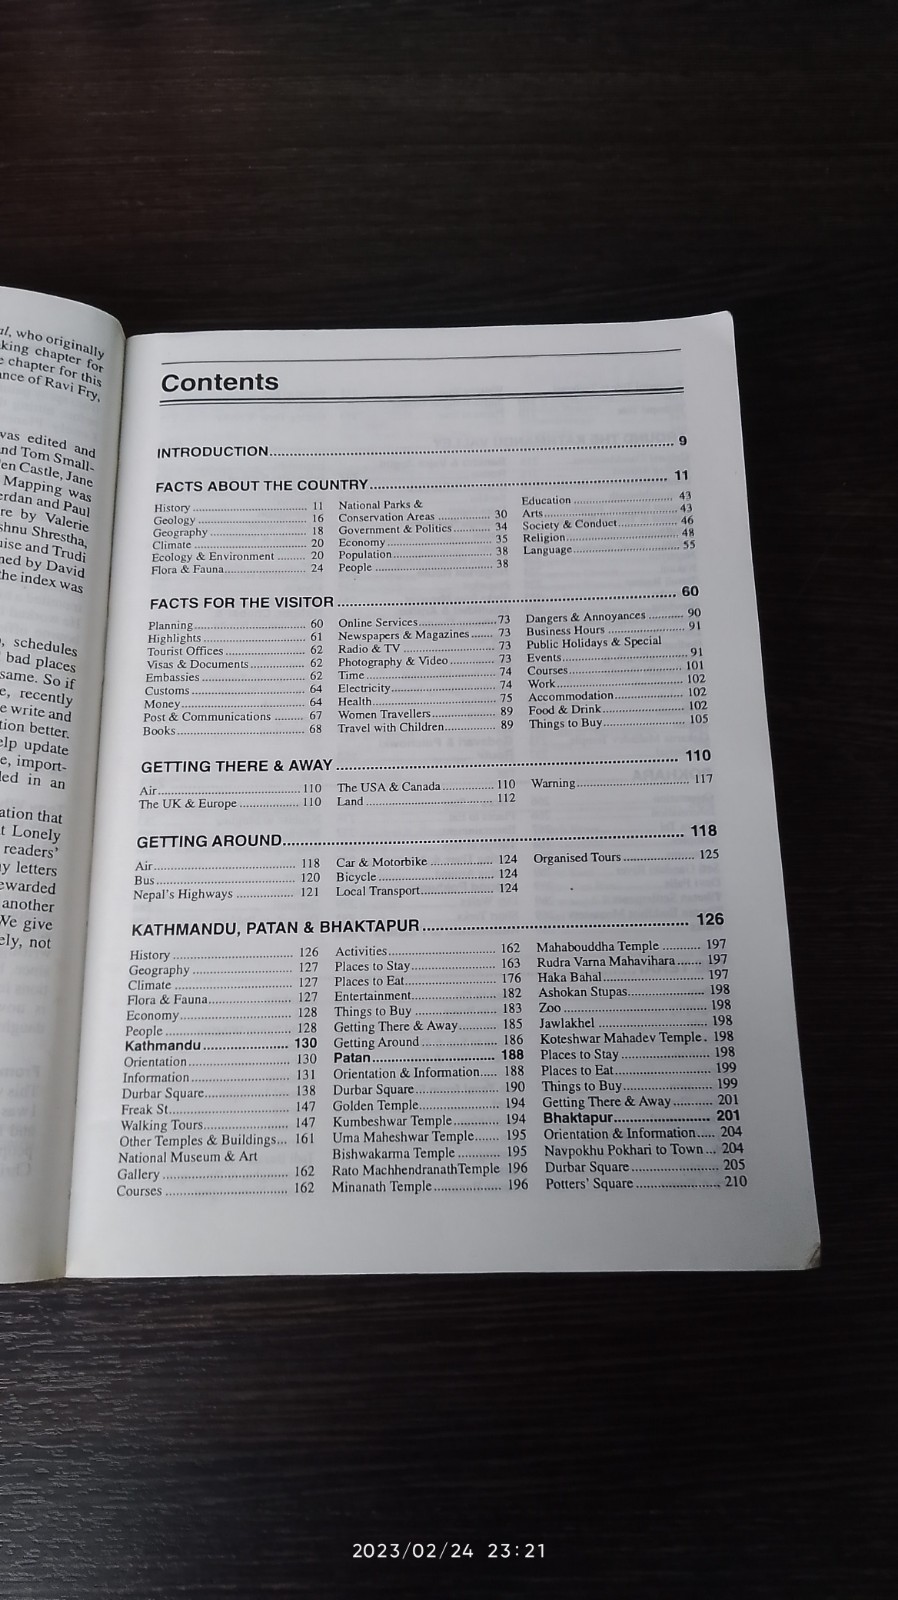 al, who originally
king chapter for
e chapter for this
ance of Ravi Fry,
was edited and
nd Tom Small-
en Castle, Jane
Mapping was
erdan and Paul
re by Valerie
shnu Shrestha,
uise and Trudi
ned by David
he index was
, schedules
bad places
same. So if
e, recently
e write and
tion better.
elp update
e, import-
led in an
ation that
t Lonely
readers'
y letters
ewarded
another
We give
ely, not
Contents
INTRODUCTION 9
FACTS ABOUT THE COUNTRY 11
History 11
Geology 16
Geography 18
Climate 20
Ecology & Environment 20
Flora & Fauna 24
National Parks &
Conservation Areas 30
Government & Politics 34
Economy 35
Population 38
People 38
Education 43
Arts 43
Society & Conduct 46
Religion 48
Language 55
FACTS FOR THE VISITOR 60
Planning 60
Highlights 61
Tourist Offices 62
Visas & Documents 62
Embassies 62
Customs 64
Money 64
Post & Communications 67
Books 68
Online Services 73
Newspapers & Magazines 73
Radio & TV 73
Photography & Video 73
Time 74
Electricity 74
Health 75
Women Travellers 89
Travel with Children 89
Dangers & Annoyances 90
Business Hours 91
Public Holidays & Special
Events 91
Courses 101
Work 102
Accommodation 102
Food & Drink 102
Things to Buy 105
GETTING THERE & AWAY 110
Air 110
The UK & Europe 110
The USA & Canada 110
Land 112
Warning 117
GETTING AROUND 118
Air 118
Bus 120
Nepal's Highways 121
Car & Motorbike 124
Bicycle 124
Local Transport 124
Organised Tours 125
KATHMANDU, PATAN & BHAKTAPUR 126
History 126
Geography 127
Climate 127
Flora & Fauna 127
Economy 128
People 128
Kathmandu 130
Orientation 130
Information 131
Durbar Square 138
Freak St 147
Walking Tours 147
Other Temples & Buildings 161
National Museum & Art
Gallery 162
Courses 162
Activities 162
Places to Stay 163
Places to Eat 176
Entertainment 182
Things to Buy 183
Getting There & Away 185
Getting Around 186
Patan 188
Orientation & Information 188
Durbar Square 190
Golden Temple 194
Kumbeshwar Temple 194
Uma Maheshwar Temple 195
Bishwakarma Temple 195
Rato MachhendranathTemple 196
Minanath Temple 196
Mahabouddha Temple 197
Rudra Varna Mahavihara 197
Haka Bahal 197
Ashokan Stupas 198
Zoo 198
Jawlakhel 198
Koteshwar Mahadev Temple. 198
Places to Stay 198
Places to Eat 199
Things to Buy 199
Getting There & Away 201
Bhaktapur 201
Orientation & Information 204
Navpokhu Pokhari to Town 204
Durbar Square 205
Potters' Square 210
2023/02/24 23:21